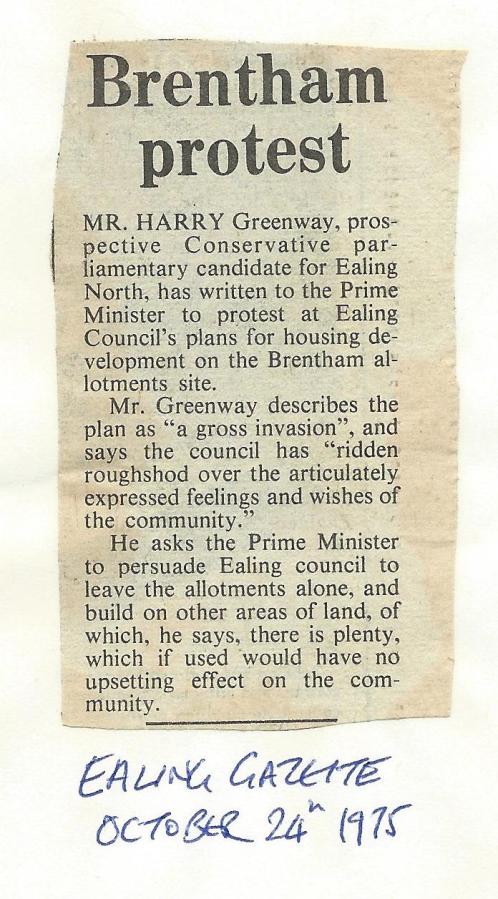 Brentham
protest
MR. HARRY Greenway, pros-
pective Conservative par-
liamentary candidate for Ealing
North, has written to the Prime
Minister to protest at Ealing
Council's plans for housing de-
velopment on the Brentham al-
lotments site.
Mr. Greenway describes the
plan as "a gross invasion", and
says the council has "ridden
roughshod over the articulately
expressed feelings and wishes of
the community."
He asks the Prime Minister
to persuade Ealing council to
leave the allotments alone, and
build on other areas of land, of
which, he says, there is plenty,
which if used would have no
upsetting effect on the com-
munity.
EALING GAZETTE
OCTOBER 24th 1975